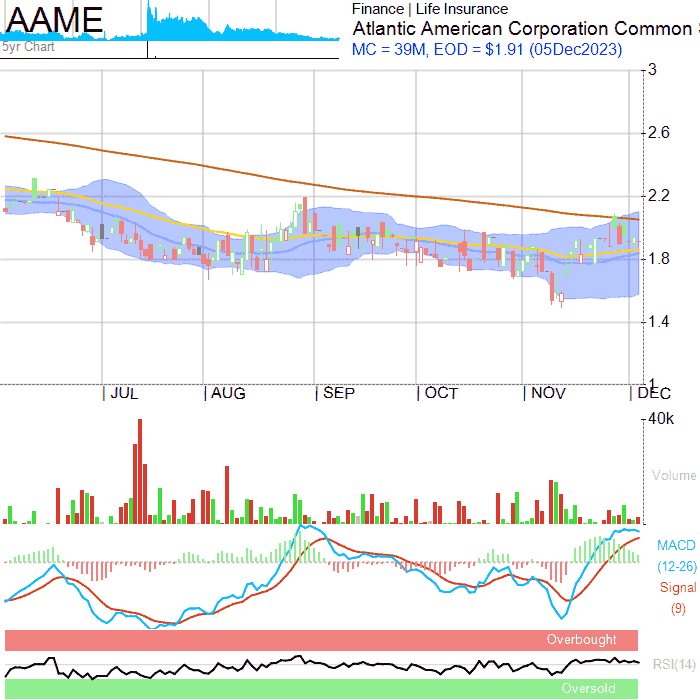 AAME
5yr Chart
Finance | Life Insurance
Atlantic American Corporation Common
MC = 39M, EOD = $1.91 (05Dec2023)
3
2.6
2.2
1.8
1.4
1
| JUL | AUG | SEP | OCT | NOV | DEC
40k
Volume
MACD
(12-26)
Signal
(9)
Overbought
RSI(14)
Oversold